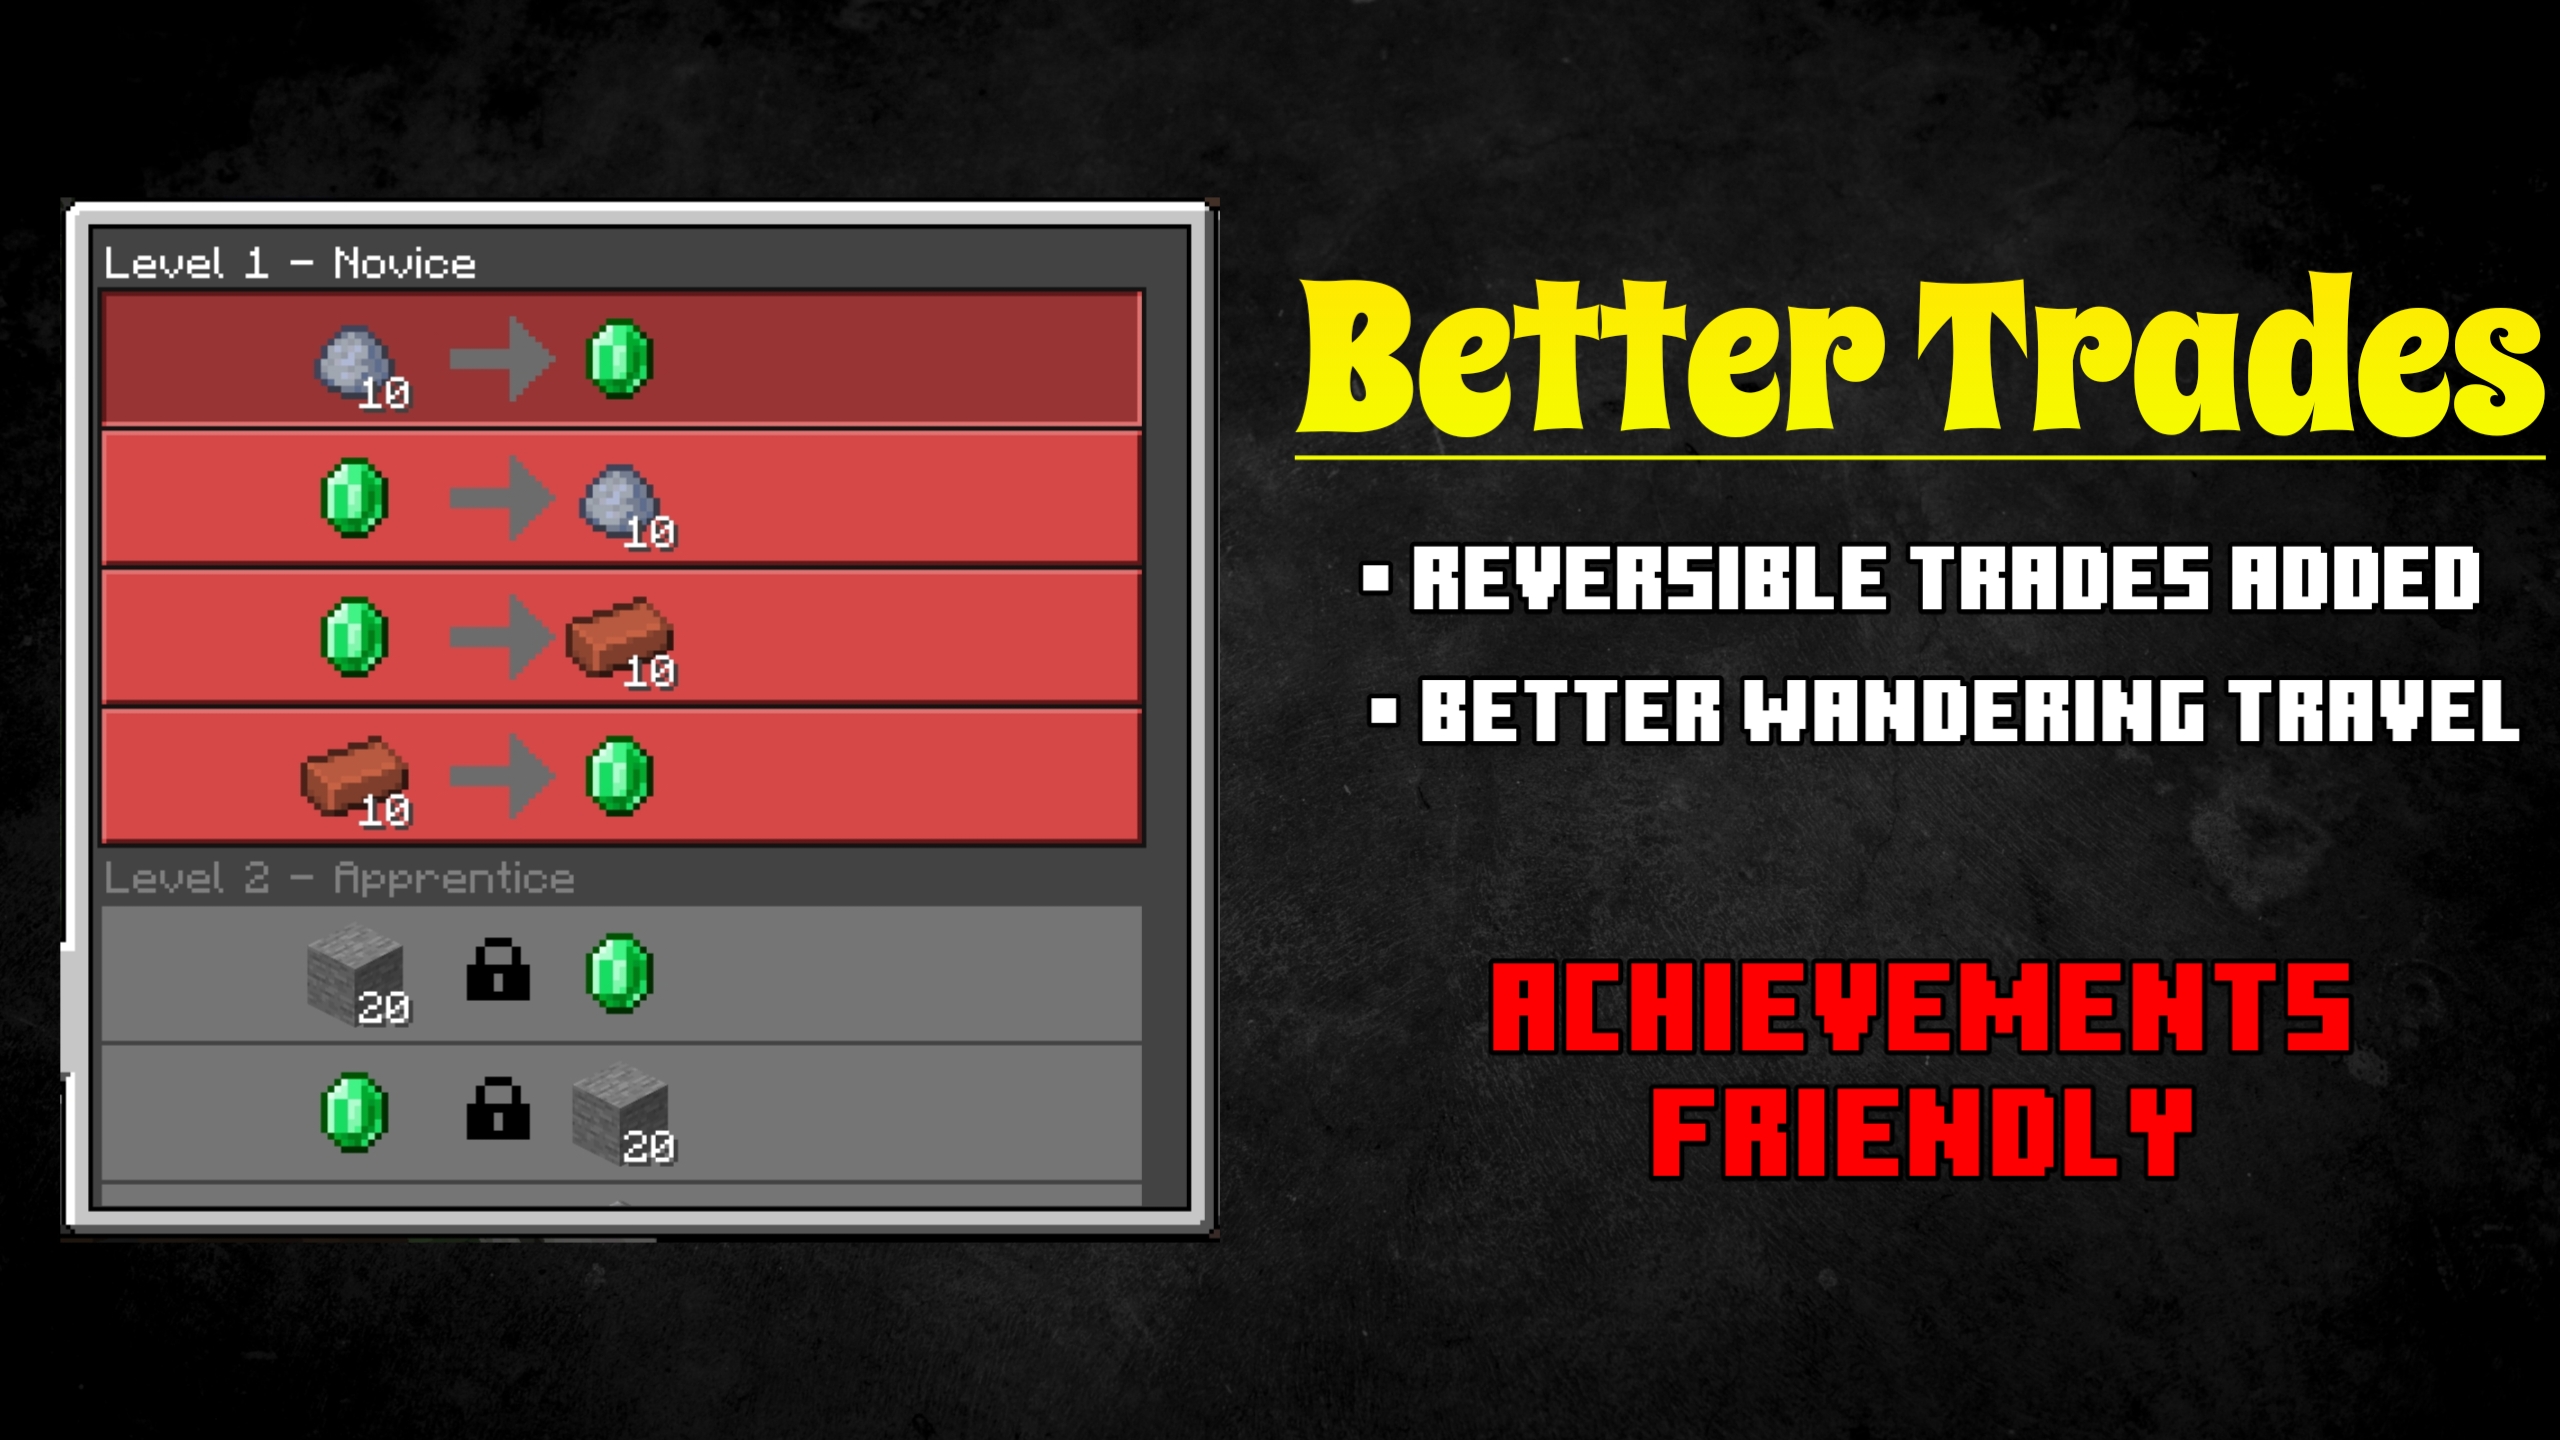 Level 1 - Novice
10
10
10
10
Level 2 - Apprentice
20
20
Better Trades
▪ REVERSIBLE TRADES ADDED
▪ BETTER WANDERING TRAVEL
ACHIEVEMENTS
FRIENDLY